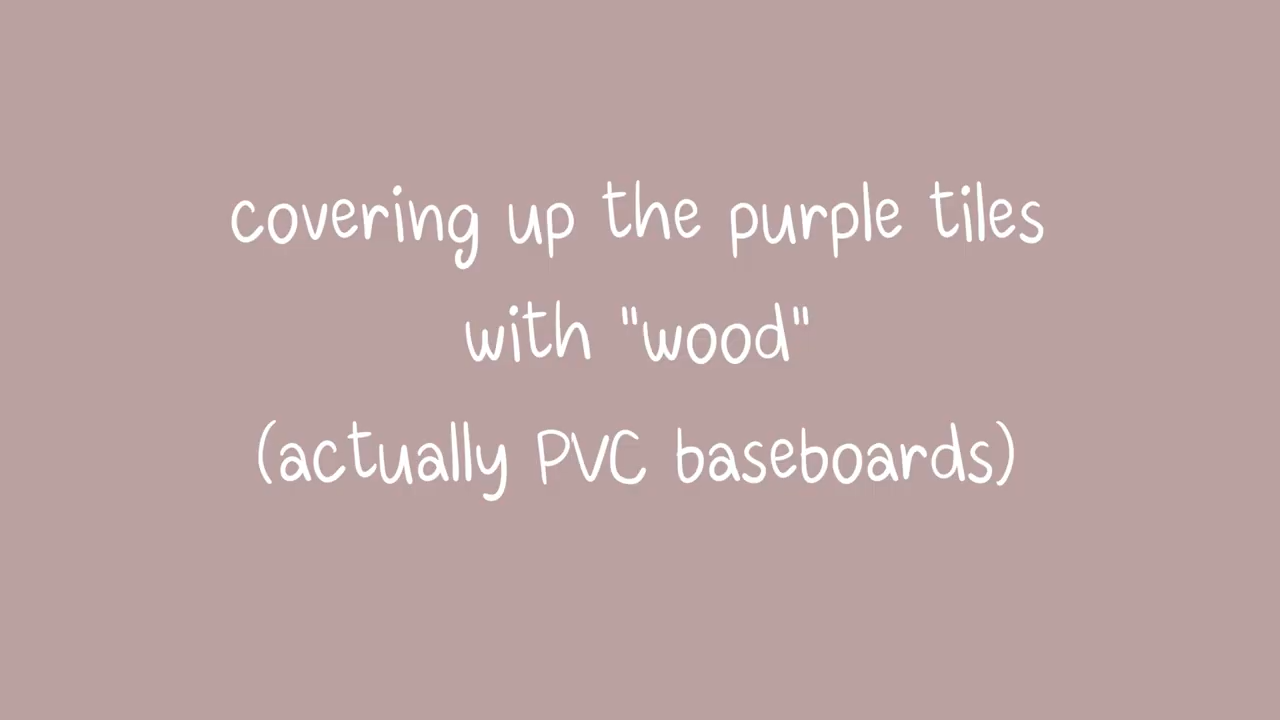 covering up the purple tiles
with "wood"
(actually PVC baseboards)